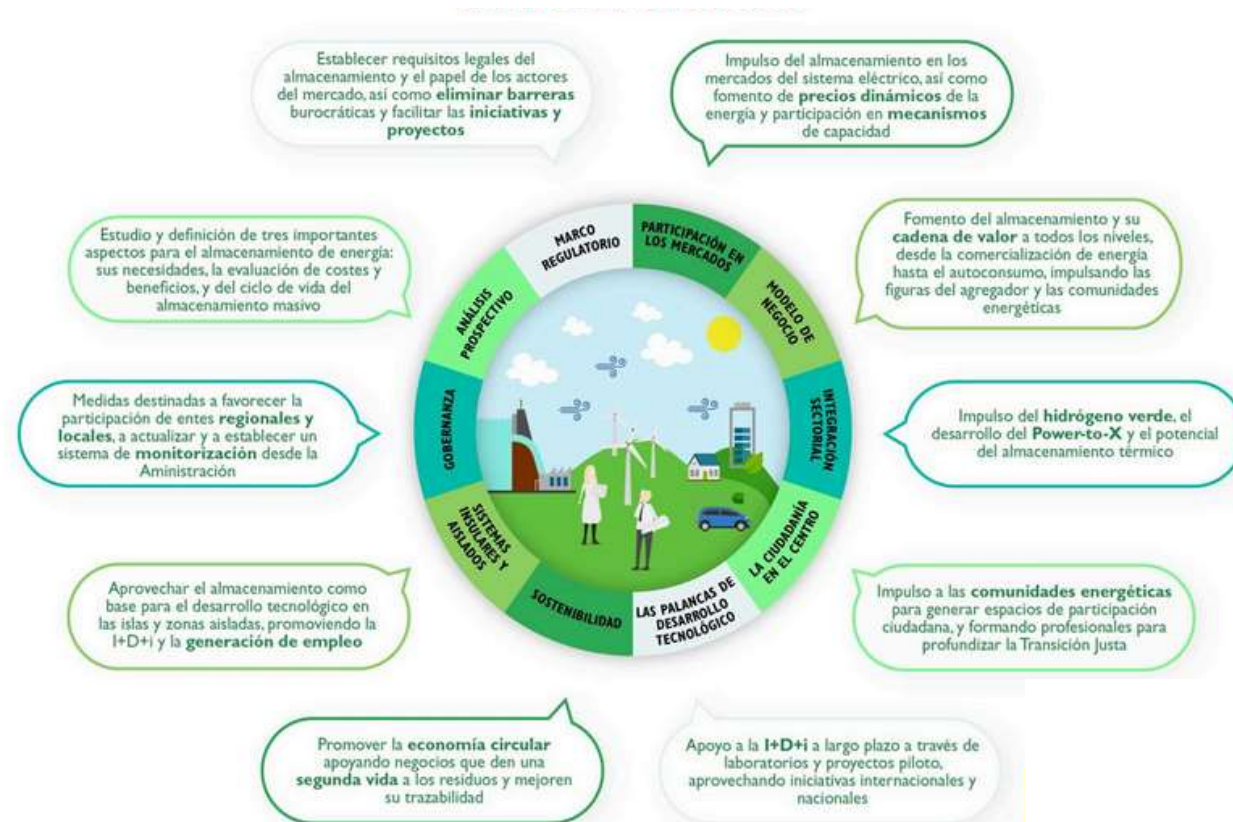 Establecer requisitos legales del
almacenamiento y el papel de los actores
del mercado, así como eliminar barreras
burocráticas y facilitar las iniciativas y
proyectos
Impulso del almacenamiento en los
mercados del sistema eléctrico, así como
fomento de precios dinámicos de la
energía y participación en mecanismos
de capacidad
Estudio y definición de tres importantes
aspectos para el almacenamiento de energía:
sus necesidades, la evaluación de costes y
beneficios, y del ciclo de vida del
almacenamiento masivo
Fomento del almacenamiento y su
cadena de valor a todos los niveles,
desde la comercialización de energía
hasta el autoconsumo, impulsando las
figuras del agregador y las comunidades
energéticas
Medidas destinadas a favorecer la
participación de entes regionales y
locales, a actualizar y a establecer un
sistema de monitorización desde la
Aministración
Impulso del hidrógeno verde, el
desarrollo del Power-to-X y el potencial
del almacenamiento térmico
Aprovechar el almacenamiento como
base para el desarrollo tecnológico en
las islas y zonas aisladas, promoviendo la
I+D+i y la generación de empleo
Impulso a las comunidades energéticas
para generar espacios de participación
ciudadana, y formando profesionales para
profundizar la Transición Justa
Promover la economía circular
apoyando negocios que den una
segunda vida a los residuos y mejoren
su trazabilidad
Apoyo a la I+D+i a largo plazo a través de
laboratorios y proyectos piloto,
aprovechando iniciativas internacionales y
nacionales
MARCO
REGULATORIO
PARTICIPACIÓN EN
LOS MERCADOS
MODELO DE
NEGOCIO
INTEGRACIÓN
SECTORIAL
LA CIUDADANÍA
EN EL CENTRO
LAS PALANCAS DE
DESARROLLO
TECNOLÓGICO
SOSTENIBILIDAD
SISTEMAS
INSULARES Y
AISLADOS
GOBERNANZA
ANÁLISIS
PROSPECTIVO